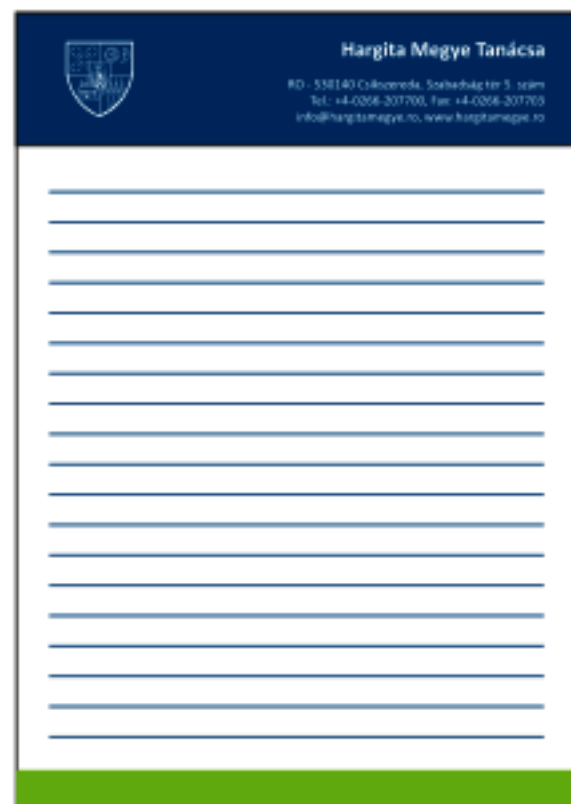 Hargita Megye Tanácsa
RO - 530140 Csíkszereda, Szabadság tér 5. szám
Tel.: +4-0266-207700, Fax: +4-0266-207703
info@hargitamegye.ro, www.hargitamegye.ro